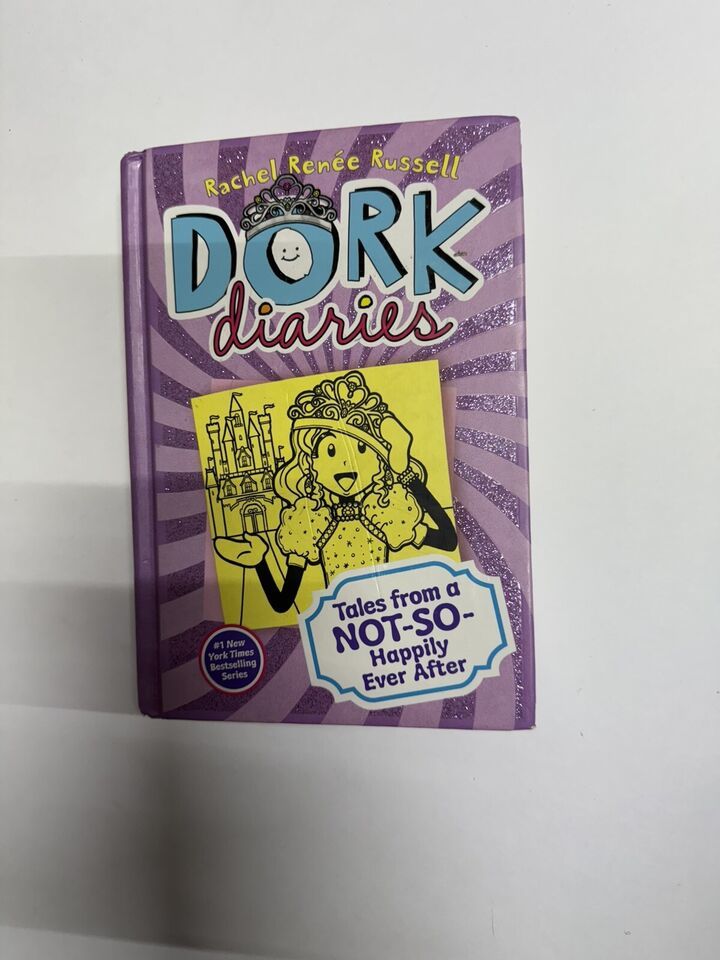 Rachel Renée Russell
DORK
diaries
Tales from a
NOT-SO-
Happily
Ever After
#1 New
York Times
Bestselling
Series